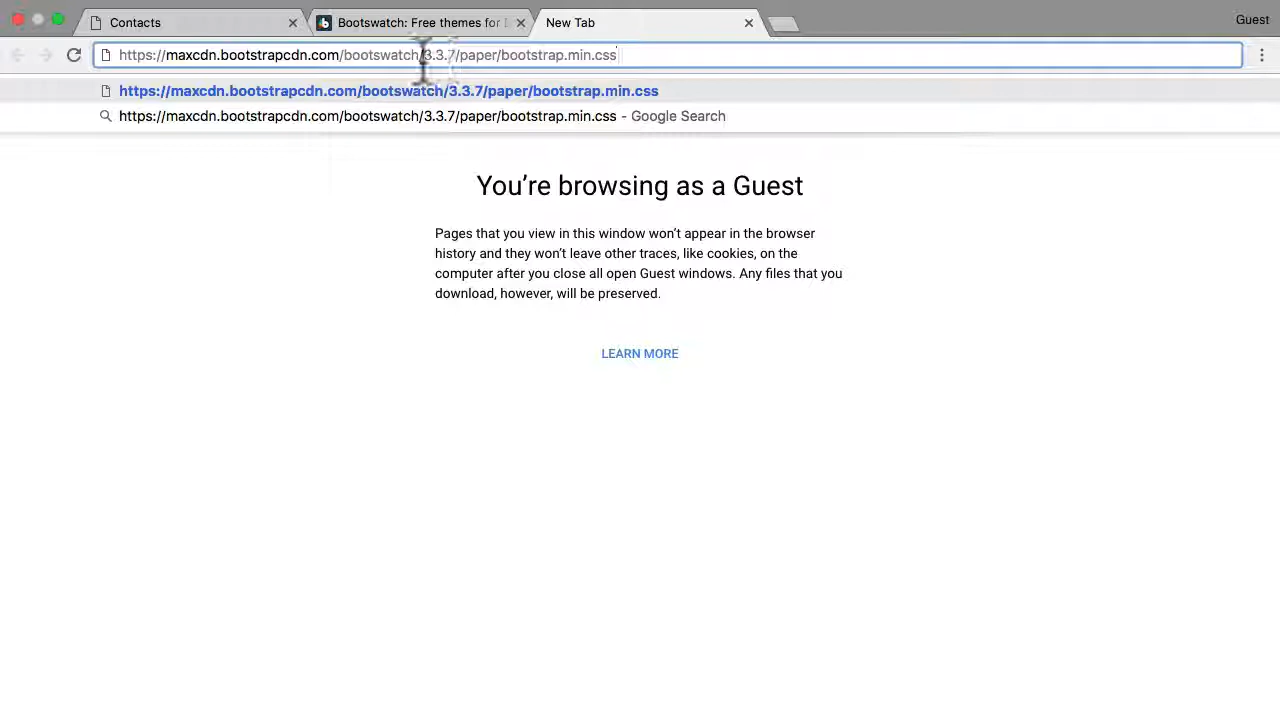 Contacts
Bootswatch: Free themes for
New Tab
Guest
https://maxcdn.bootstrapcdn.com/bootswatch/3.3.7/paper/bootstrap.min.css
https://maxcdn.bootstrapcdn.com/bootswatch/3.3.7/paper/bootstrap.min.css
https://maxcdn.bootstrapcdn.com/bootswatch/3.3.7/paper/bootstrap.min.css - Google Search
You're browsing as a Guest
Pages that you view in this window won't appear in the browser
history and they won't leave other traces, like cookies, on the
computer after you close all open Guest windows. Any files that you
download, however, will be preserved.
LEARN MORE